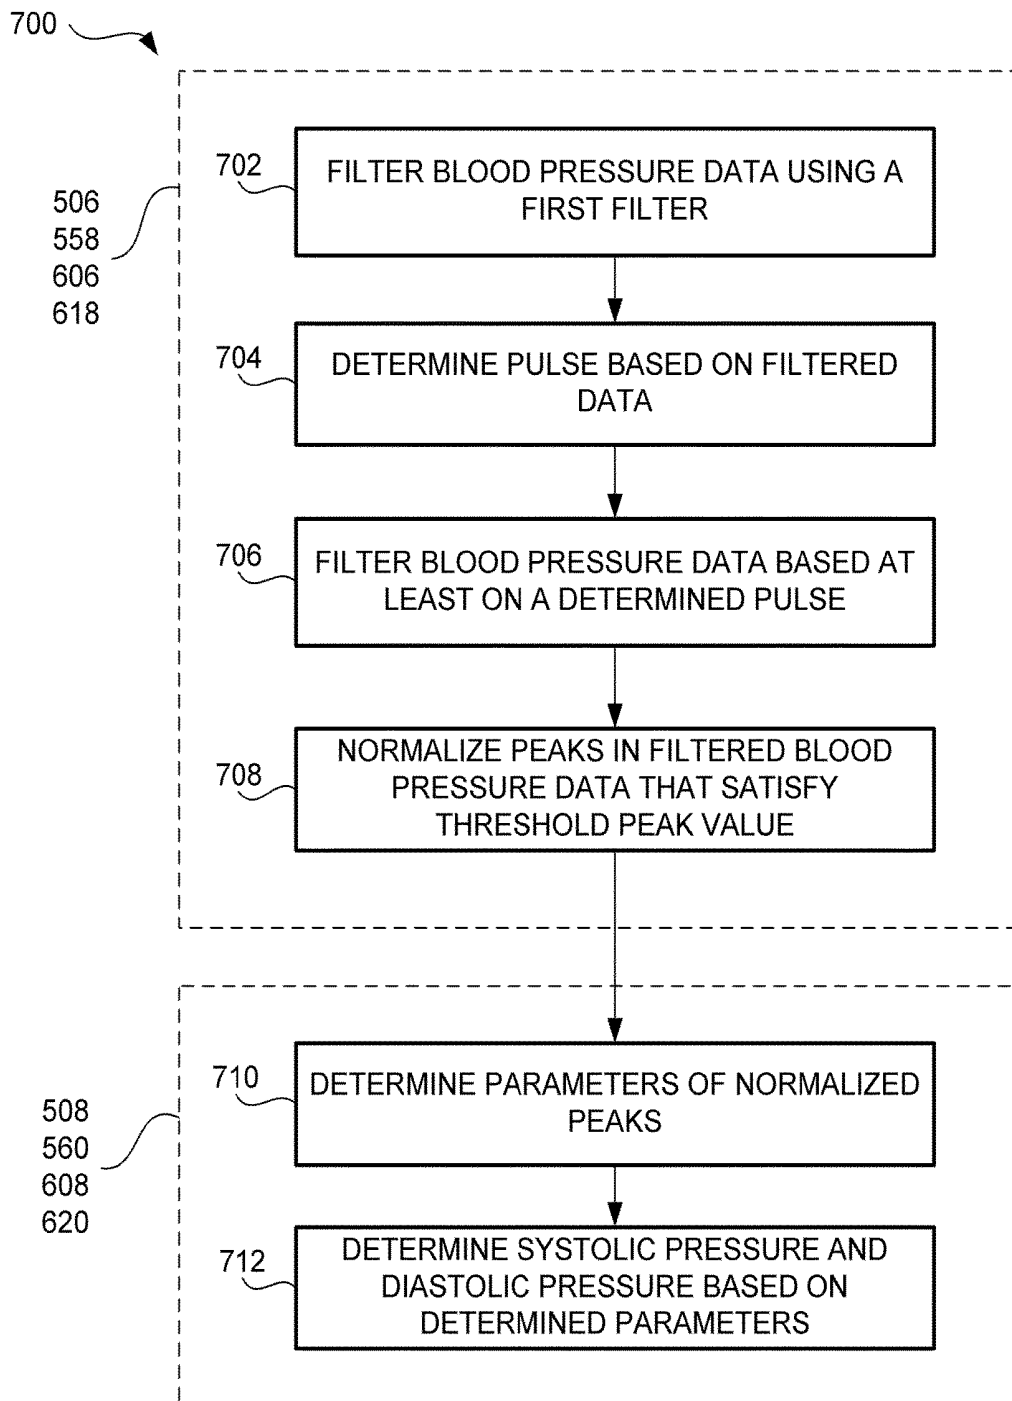 700
702
FILTER BLOOD PRESSURE DATA USING A
FIRST FILTER
506
558
606
618
704
DETERMINE PULSE BASED ON FILTERED
DATA
706
FILTER BLOOD PRESSURE DATA BASED AT
LEAST ON A DETERMINED PULSE
708
NORMALIZE PEAKS IN FILTERED BLOOD
PRESSURE DATA THAT SATISFY
THRESHOLD PEAK VALUE
710
DETERMINE PARAMETERS OF NORMALIZED
PEAKS
508
560
608
620
712
DETERMINE SYSTOLIC PRESSURE AND
DIASTOLIC PRESSURE BASED ON
DETERMINED PARAMETERS